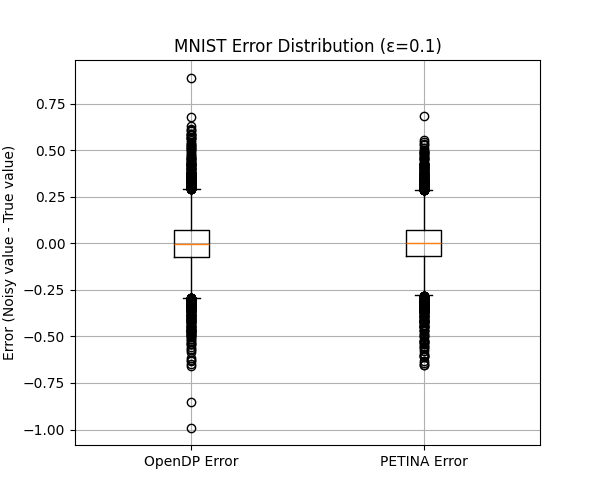 MNIST Error Distribution (ε=0.1)
Error (Noisy value - True value)
0.75
0.50
0.25
0.00
−0.25
−0.50
−0.75
−1.00
OpenDP Error
PETINA Error